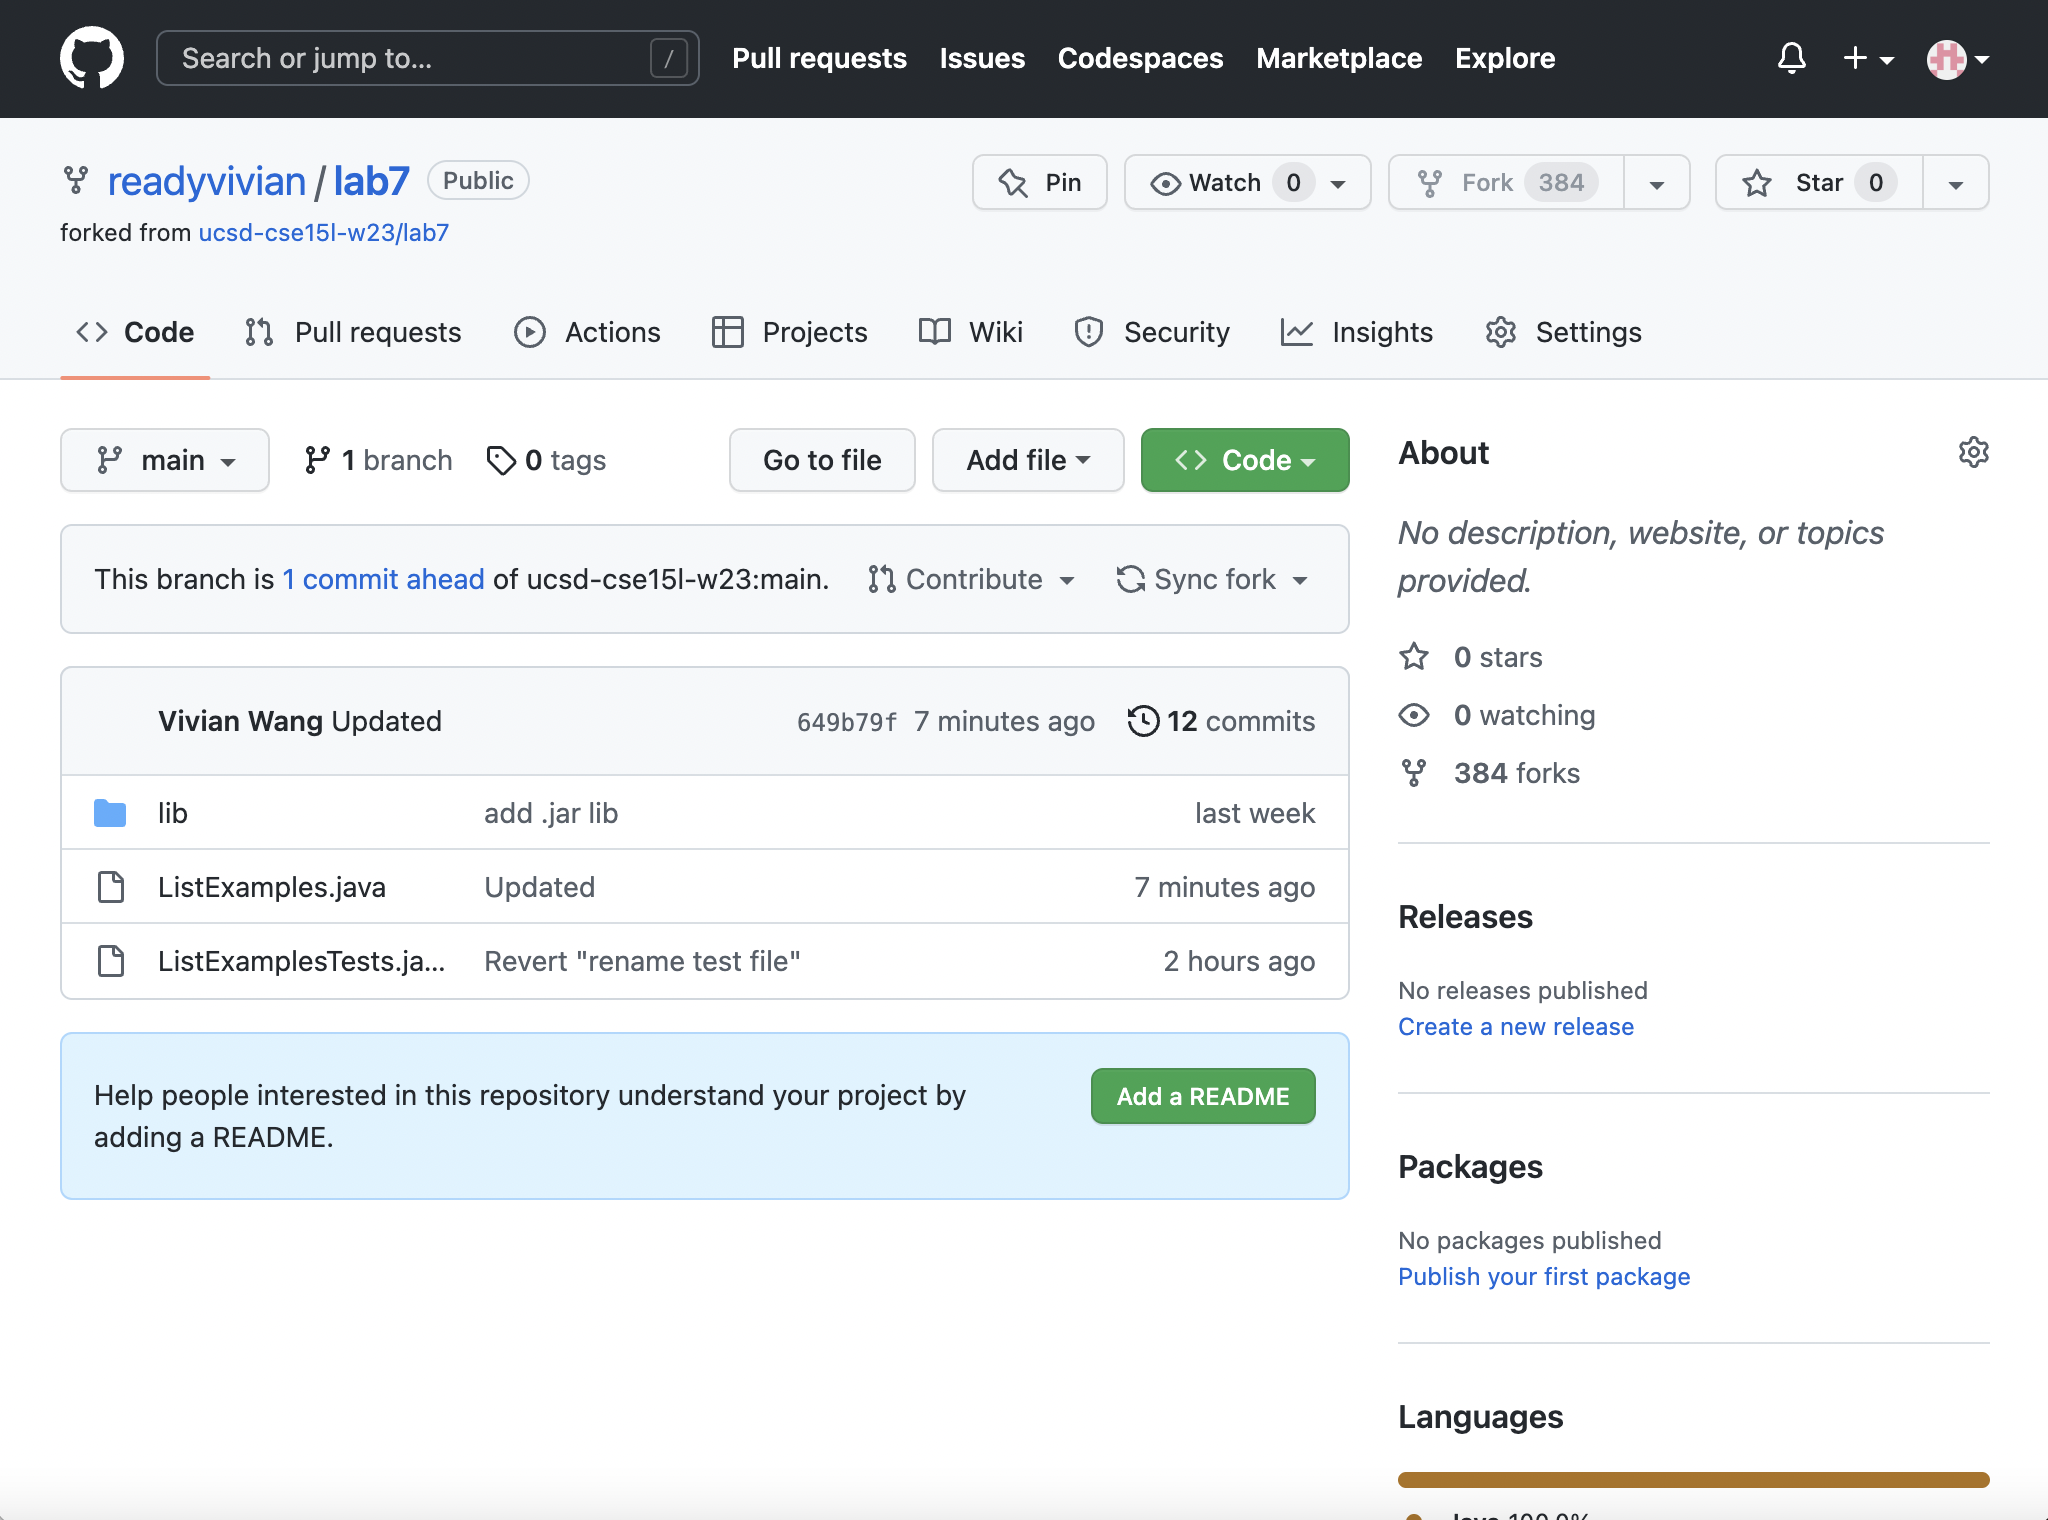 Search or jump to... /
Pull requests Issues Codespaces Marketplace Explore
readyvivian / lab7 Public
Pin Watch 0 Fork 384 Star 0
forked from ucsd-cse15l-w23/lab7
Code Pull requests Actions Projects Wiki Security Insights Settings
main 1 branch 0 tags Go to file Add file Code
This branch is 1 commit ahead of ucsd-cse15l-w23:main. Contribute Sync fork
Vivian Wang Updated 649b79f 7 minutes ago 12 commits
lib add .jar lib last week
ListExamples.java Updated 7 minutes ago
ListExamplesTests.ja... Revert "rename test file" 2 hours ago
Help people interested in this repository understand your project by
adding a README.
Add a README
About
No description, website, or topics
provided.
0 stars
0 watching
384 forks
Releases
No releases published
Create a new release
Packages
No packages published
Publish your first package
Languages
Java 100.0%